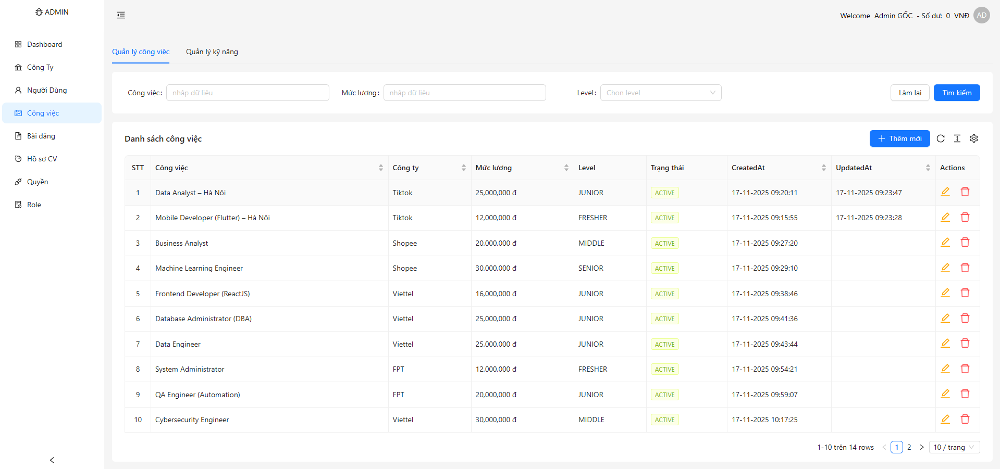 ADMIN
Welcome Admin GỐC - Số dư: 0 VNĐ AD
Dashboard
Công Ty
Người Dùng
Công việc
Bài đăng
Hồ sơ CV
Quyền
Role
Quản lý công việc Quản lý kỹ năng
Công việc: nhập dữ liệu Mức lương: nhập dữ liệu Level: Chọn level Làm lại Tìm kiếm
Danh sách công việc Thêm mới
STT Công việc Công ty Mức lương Level Trạng thái CreatedAt UpdatedAt Actions
1 Data Analyst – Hà Nội Tiktok 25,000,000 đ JUNIOR ACTIVE 17-11-2025 09:20:11 17-11-2025 09:23:47
2 Mobile Developer (Flutter) – Hà Nội Tiktok 12,000,000 đ FRESHER ACTIVE 17-11-2025 09:15:55 17-11-2025 09:23:28
3 Business Analyst Shopee 20,000,000 đ MIDDLE ACTIVE 17-11-2025 09:27:20
4 Machine Learning Engineer Shopee 30,000,000 đ SENIOR ACTIVE 17-11-2025 09:29:10
5 Frontend Developer (ReactJS) Viettel 16,000,000 đ JUNIOR ACTIVE 17-11-2025 09:38:46
6 Database Administrator (DBA) Viettel 25,000,000 đ JUNIOR ACTIVE 17-11-2025 09:41:36
7 Data Engineer Viettel 25,000,000 đ JUNIOR ACTIVE 17-11-2025 09:43:44
8 System Administrator FPT 12,000,000 đ FRESHER ACTIVE 17-11-2025 09:54:21
9 QA Engineer (Automation) FPT 20,000,000 đ JUNIOR ACTIVE 17-11-2025 09:59:07
10 Cybersecurity Engineer Viettel 30,000,000 đ MIDDLE ACTIVE 17-11-2025 10:17:25
1-10 trên 14 rows < 1 2 > 10 / trang